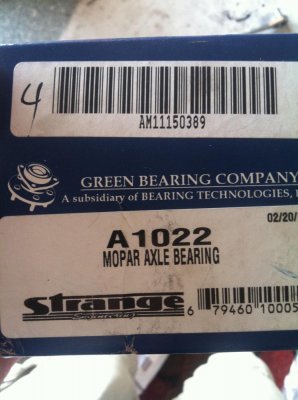 4
AM11150389
GREEN BEARING COMPANY
A subsidiary of BEARING TECHNOLOGIES,
02/20/
A1022
MOPAR AXLE BEARING
Strange
Engineering
6 79460 10005